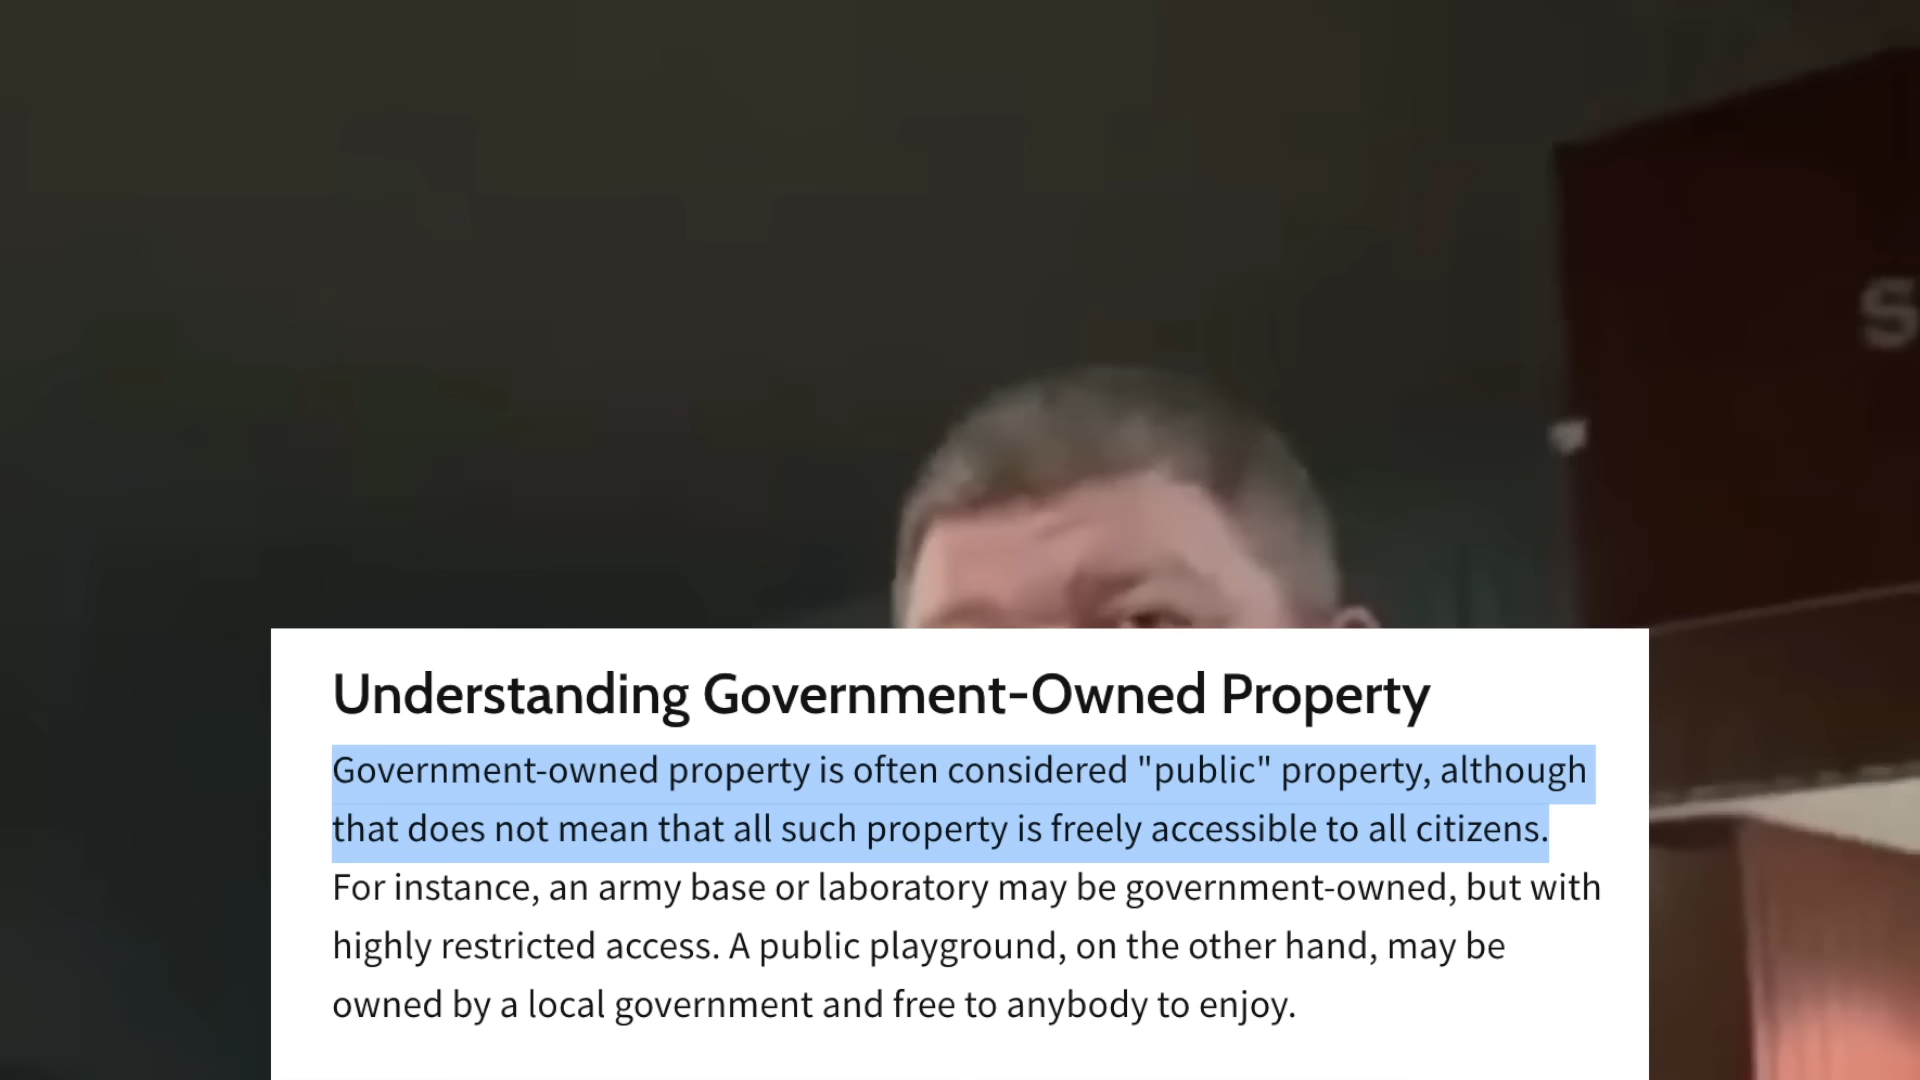 S
Understanding Government-Owned Property
Government-owned property is often considered "public" property, although
that does not mean that all such property is freely accessible to all citizens.
For instance, an army base or laboratory may be government-owned, but with
highly restricted access. A public playground, on the other hand, may be
owned by a local government and free to anybody to enjoy.